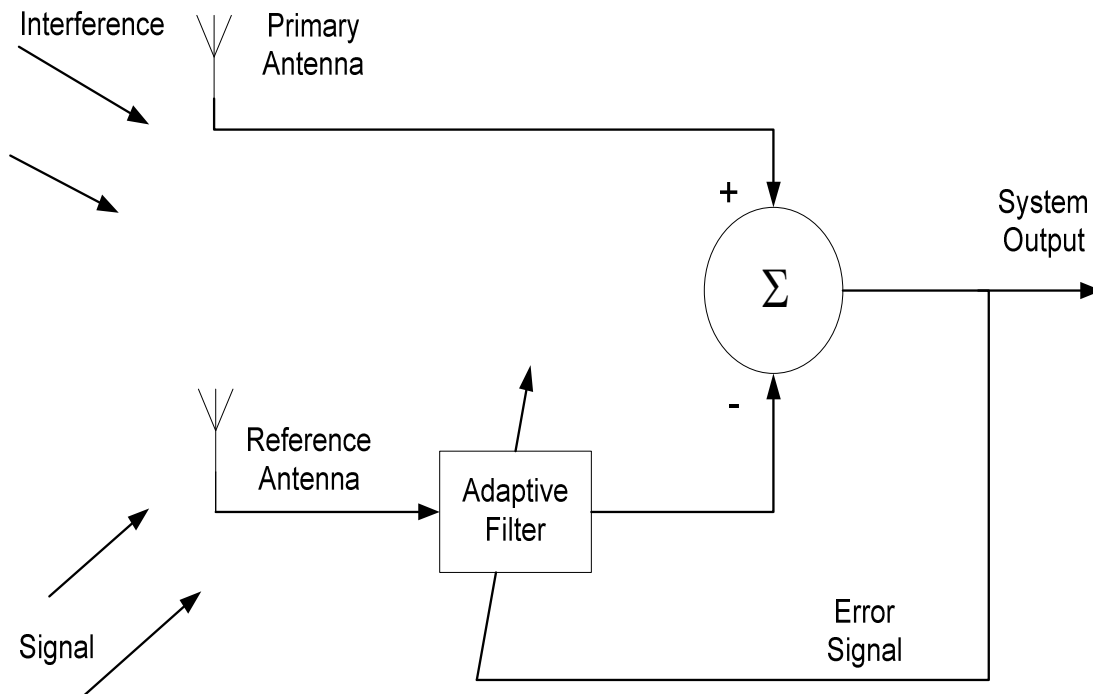 Interference
Primary
Antenna
+
System
Output
Σ
-
Reference
Antenna
Adaptive
Filter
Error
Signal
Signal